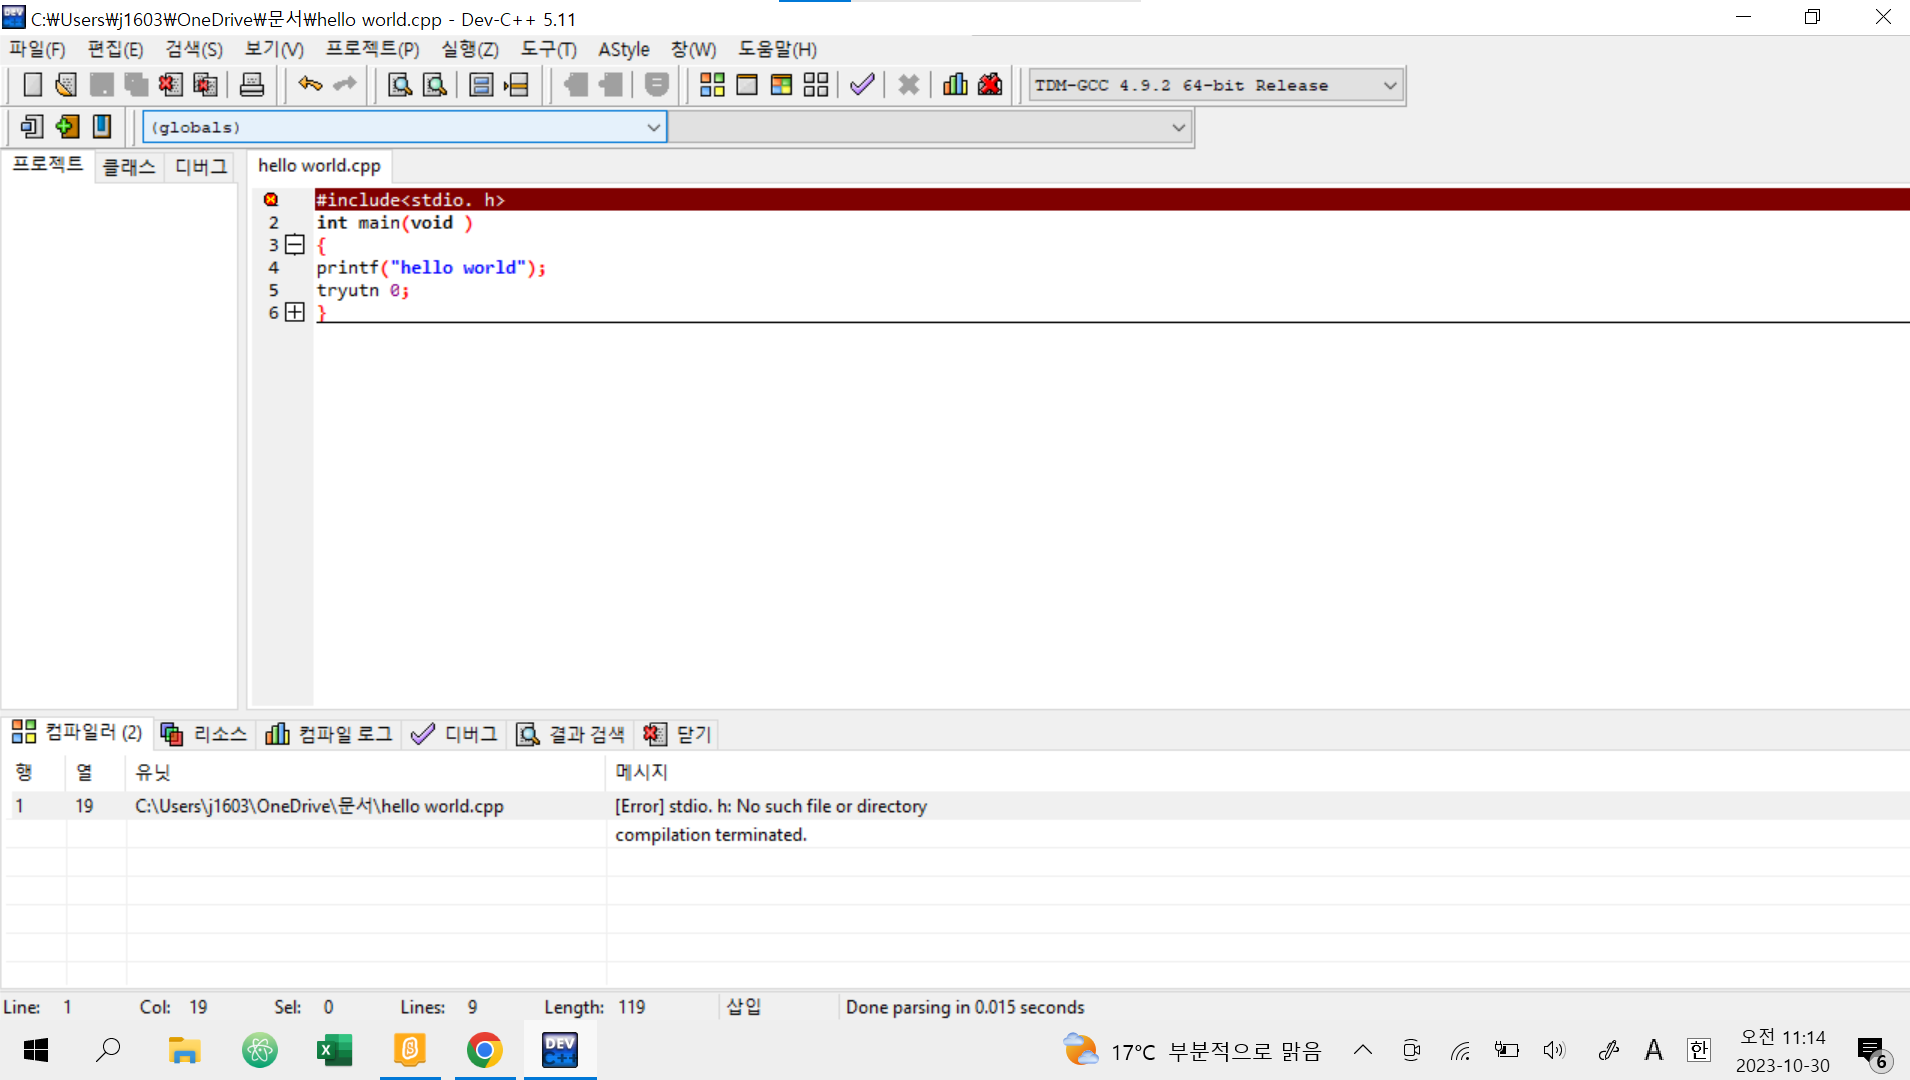 C:₩Users₩j1603₩OneDrive₩문서₩hello world.cpp - Dev-C++ 5.11
파일(F) 편집(E) 검색(S) 보기(V) 프로젝트(P) 실행(Z) 도구(T) AStyle 창(W) 도움말(H)
TDM-GCC 4.9.2 64-bit Release
(globals)
프로젝트 클래스 디버그 hello world.cpp
#include<stdio. h>
2 int main(void )
3 {
4 printf("hello world");
5 tryutn 0;
6 }
컴파일러 (2) 리소스 컴파일 로그 디버그 결과 검색 닫기
행 열 유닛 메시지
1 19 C:\Users\j1603\OneDrive\문서\hello world.cpp [Error] stdio. h: No such file or directory
compilation terminated.
Line: 1 Col: 19 Sel: 0 Lines: 9 Length: 119 삽입 Done parsing in 0.015 seconds
DEV C++ 17°C 부분적으로 맑음 A 한 오전 11:14
2023-10-30 6